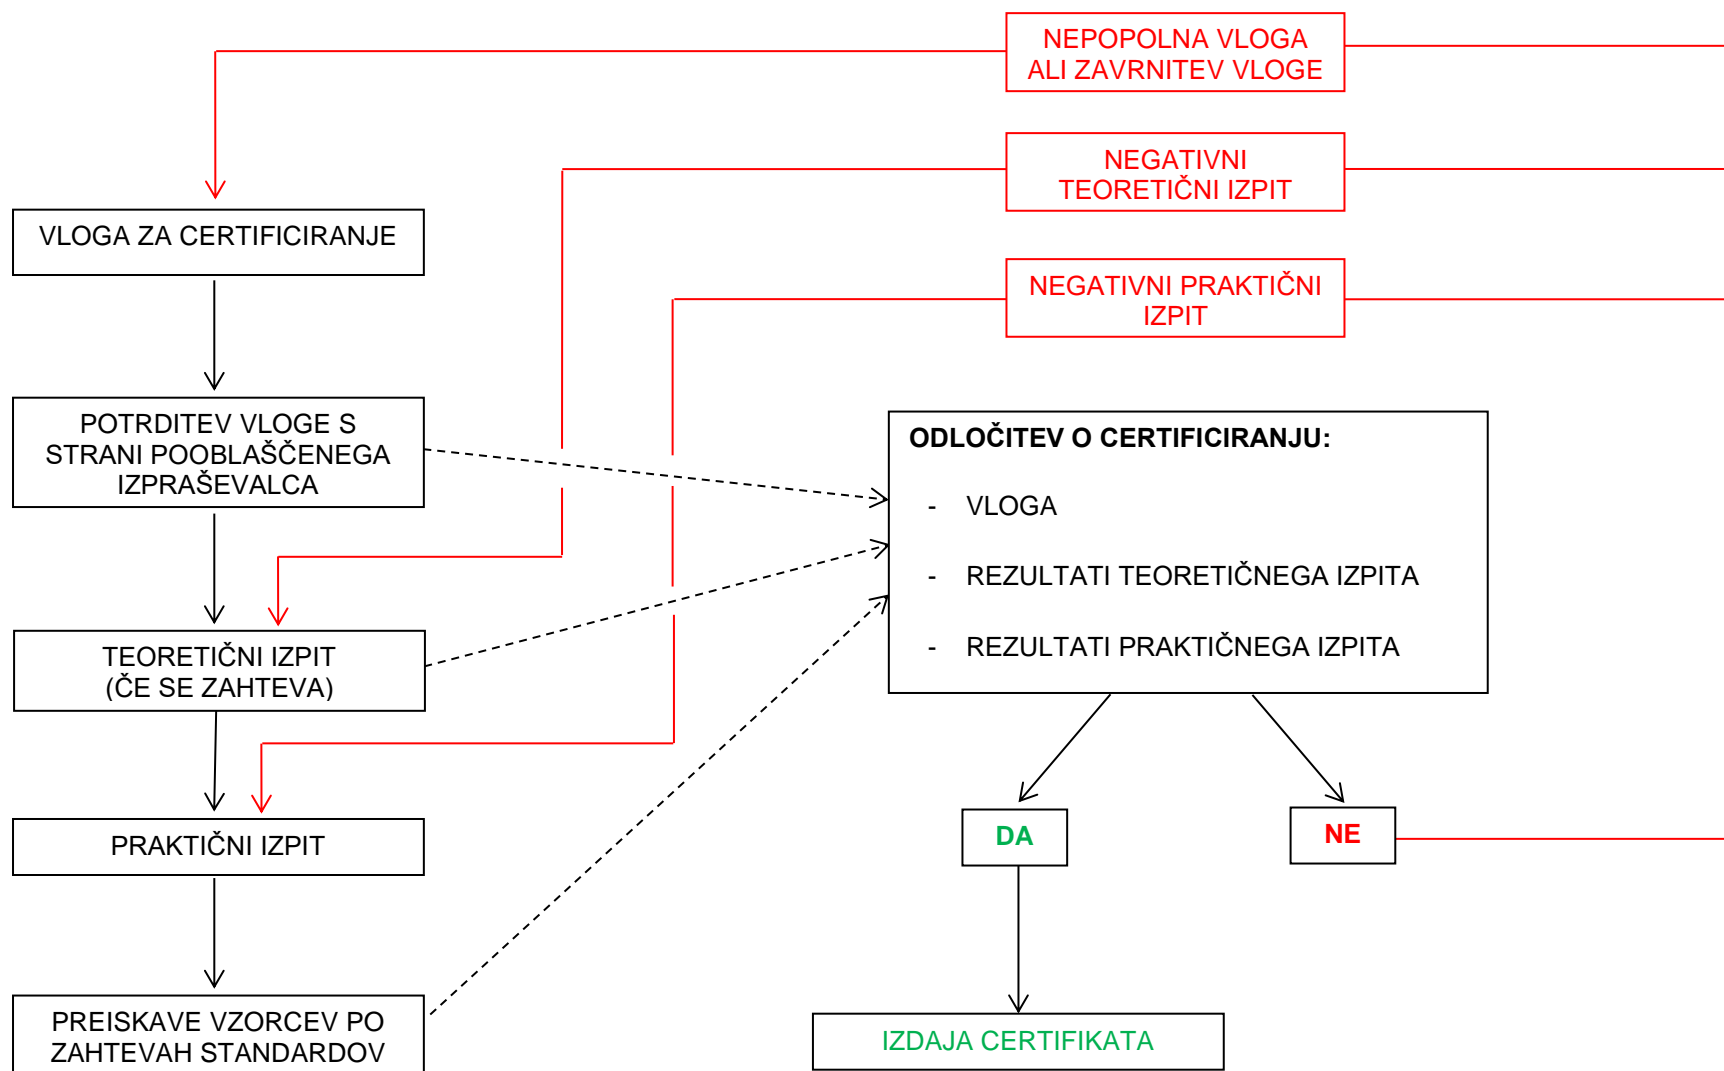 NEPOPOLNA VLOGA
ALI ZAVRNITEV VLOGE
NEGATIVNI
TEORETIČNI IZPIT
NEGATIVNI PRAKTIČNI
IZPIT
VLOGA ZA CERTIFICIRANJE
POTRDITEV VLOGE S
STRANI POOBLAŠČENEGA
IZPRAŠEVALCA
TEORETIČNI IZPIT
(ČE SE ZAHTEVA)
PRAKTIČNI IZPIT
PREISKAVE VZORCEV PO
ZAHTEVAH STANDARDOV
ODLOČITEV O CERTIFICIRANJU:
- VLOGA
- REZULTATI TEORETIČNEGA IZPITA
- REZULTATI PRAKTIČNEGA IZPITA
DA
NE
IZDAJA CERTIFIKATA